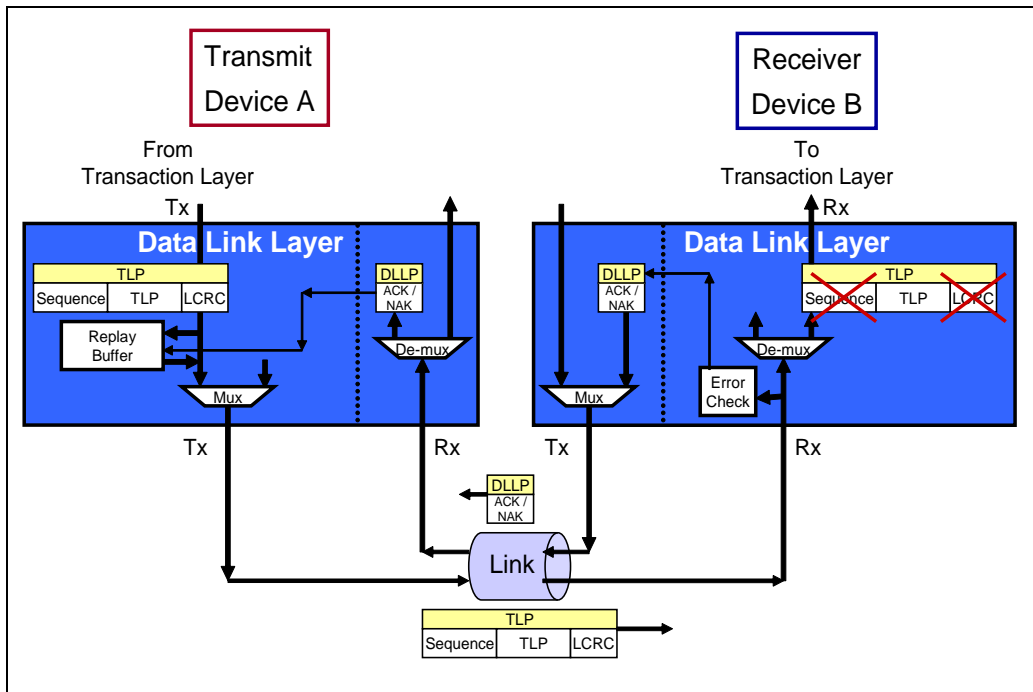 Transmit
Device A
Receiver
Device B
From
Transaction Layer
Tx
To
Transaction Layer
Rx
Data Link Layer
TLP
Sequence
TLP
LCRC
Replay
Buffer
Mux
DLLP
ACK /
NAK
De-mux
Data Link Layer
DLLP
ACK /
NAK
Mux
TLP
Sequence
TLP
LCRC
De-mux
Error
Check
Tx
Rx
Tx
Rx
DLLP
ACK /
NAK
Link
TLP
Sequence
TLP
LCRC